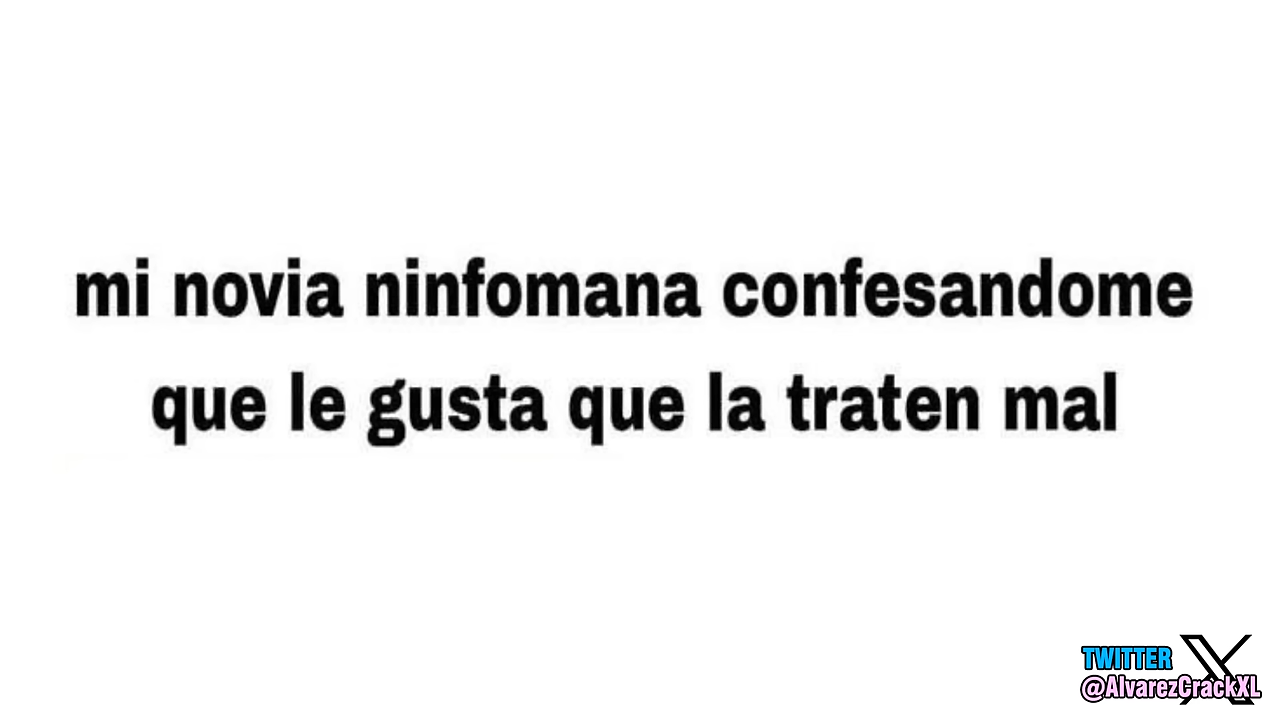 mi novia ninfomana confesandome
que le gusta que la traten mal
TWITTER X
@AlvarezCrackXL